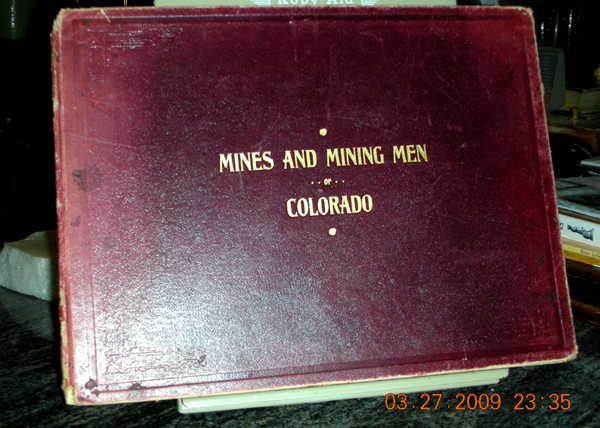 MINES AND MINING MEN
OF
COLORADO
03.27.2009 23:35